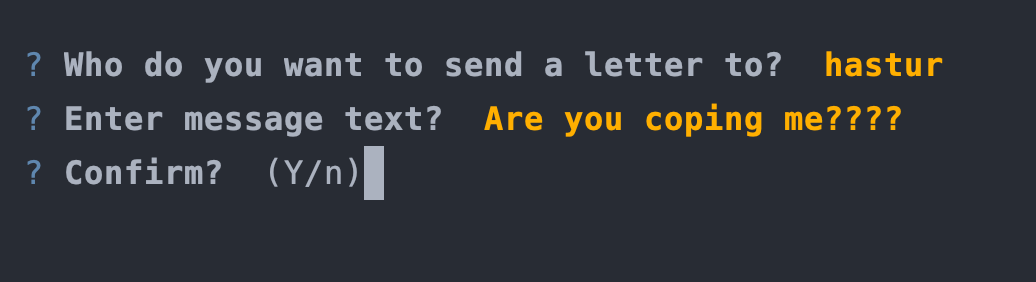 ? Who do you want to send a letter to? hastur
? Enter message text? Are you coping me????
? Confirm? (Y/n)